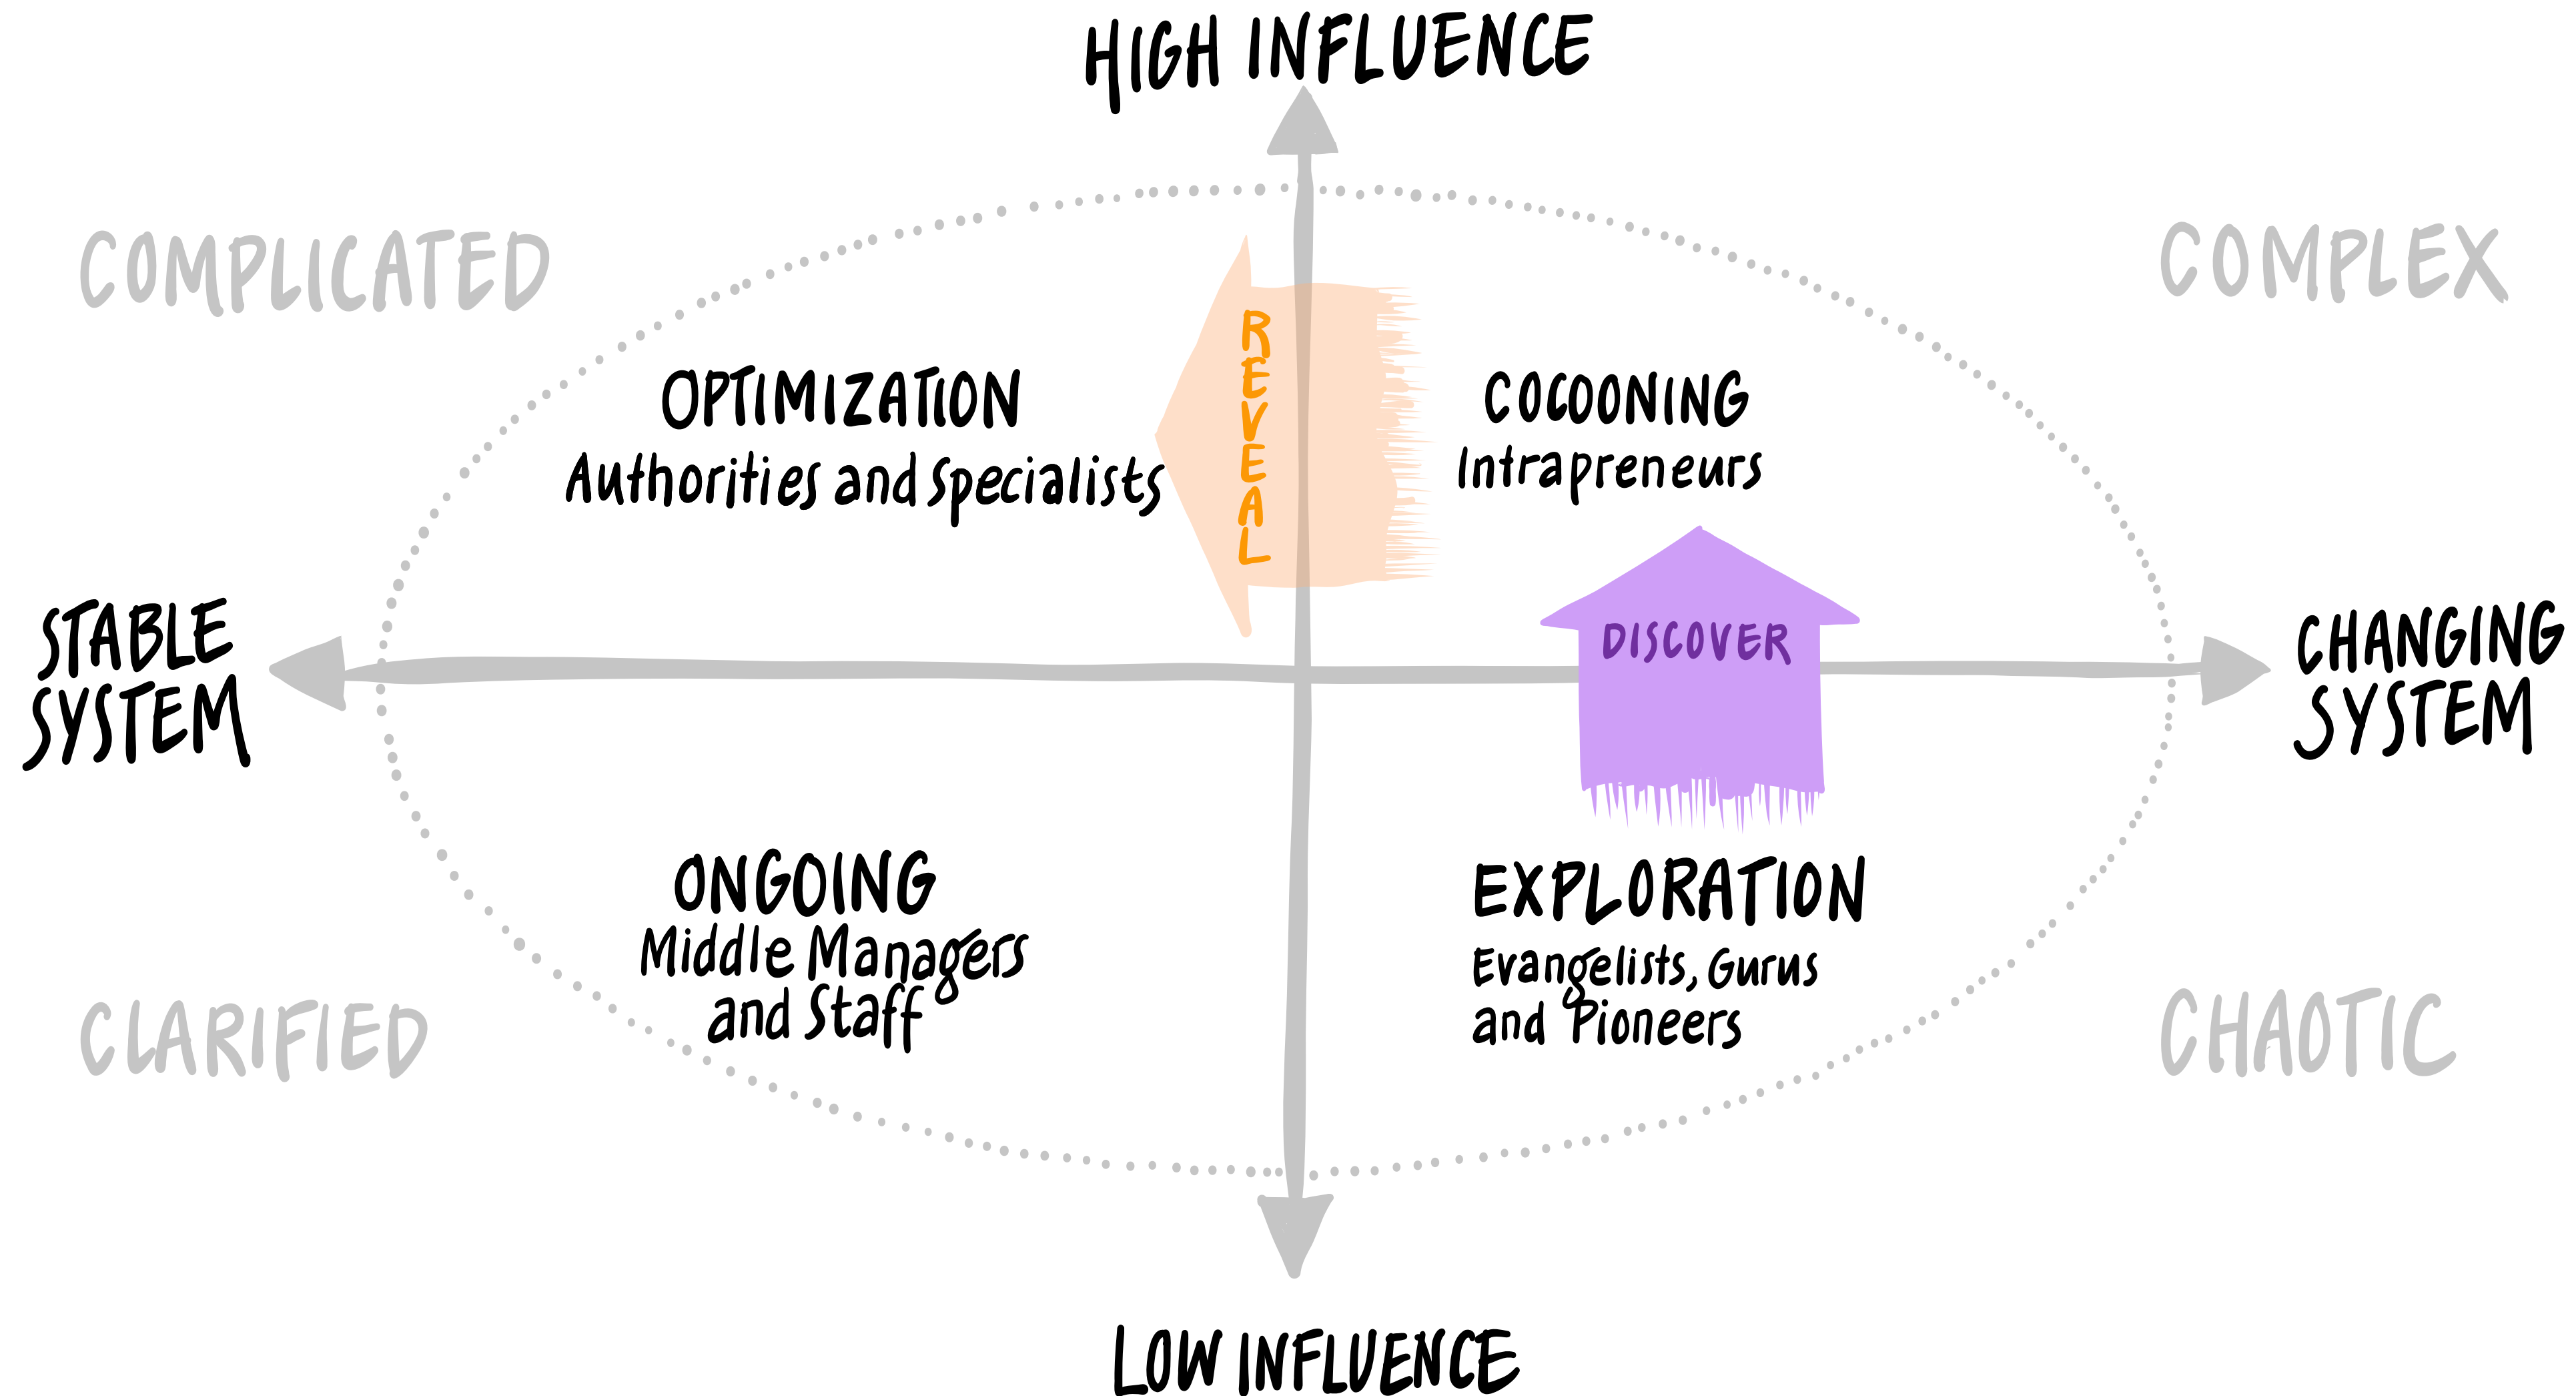 HIGH INFLUENCE
COMPLICATED
COMPLEX
OPTIMIZATION
Authorities and Specialists
REVEAL
COCOONING
Intrapreneurs
STABLE
SYSTEM
DISCOVER
CHANGING
SYSTEM
ONGOING
Middle Managers
and Staff
EXPLORATION
Evangelists, Gurus
and Pioneers
CLARIFIED
CHAOTIC
LOW INFLUENCE